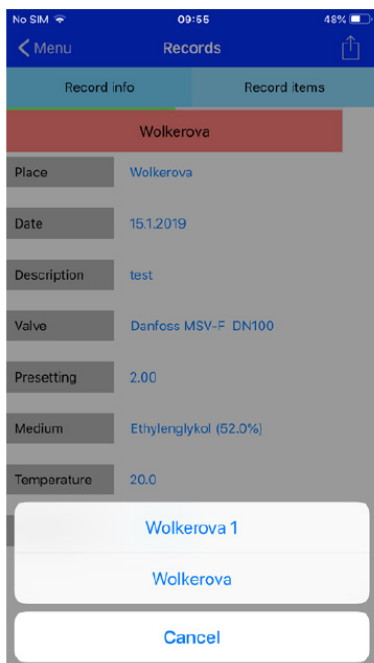 No SIM 09:55 48%
Menu Records
Record info Record items
Wolkerova
Place Wolkerova
Date 15.1.2019
Description test
Valve Danfoss MSV-F DN100
Presetting 2.00
Medium Ethylenglykol (52.0%)
Temperature 20.0
Wolkerova 1
Wolkerova
Cancel